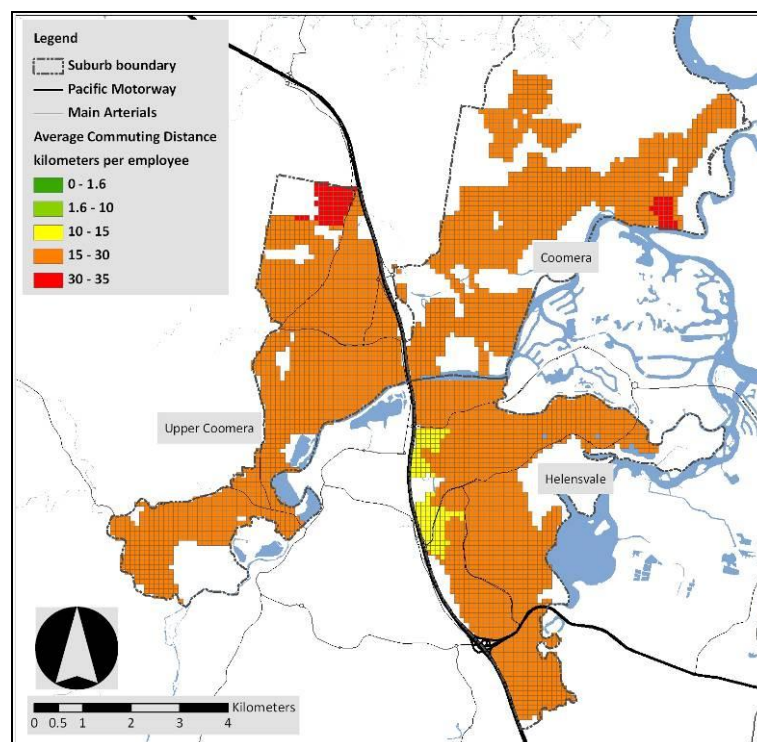 Legend
Suburb boundary
Pacific Motorway
Main Arterials
Average Commuting Distance
kilometers per employee
0 - 1.6
1.6 - 10
10 - 15
15 - 30
30 - 35
Coomera
Upper Coomera
Helensvale
Kilometers
0 0.5 1 2 3 4